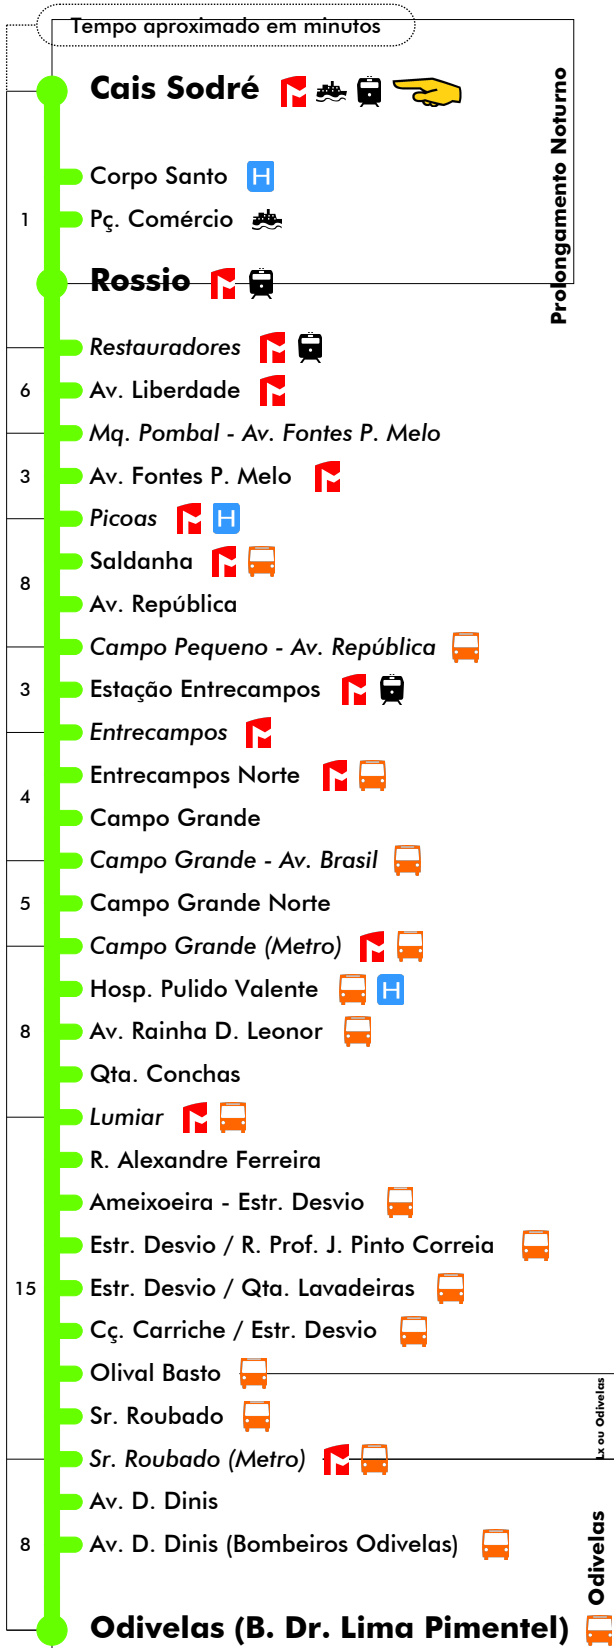 Tempo aproximado em minutos
Cais Sodré
Prolongamento Noturno
Corpo Santo H
1 Pç. Comércio
Rossio
Restauradores
6 Av. Liberdade
Mq. Pombal - Av. Fontes P. Melo
3 Av. Fontes P. Melo
Picoas H
Saldanha
8
Av. República
Campo Pequeno - Av. República
3 Estação Entrecampos
Entrecampos
Entrecampos Norte
4
Campo Grande
Campo Grande - Av. Brasil
5 Campo Grande Norte
Campo Grande (Metro)
Hosp. Pulido Valente H
8 Av. Rainha D. Leonor
Qta. Conchas
Lumiar
R. Alexandre Ferreira
Ameixoeira - Estr. Desvio
Estr. Desvio / R. Prof. J. Pinto Correia
15 Estr. Desvio / Qta. Lavadeiras
Cç. Carriche / Estr. Desvio
Olival Basto
Lx ou Odivelas
Sr. Roubado
Sr. Roubado (Metro)
Av. D. Dinis
8 Av. D. Dinis (Bombeiros Odivelas)
Odivelas
Odivelas (B. Dr. Lima Pimentel)